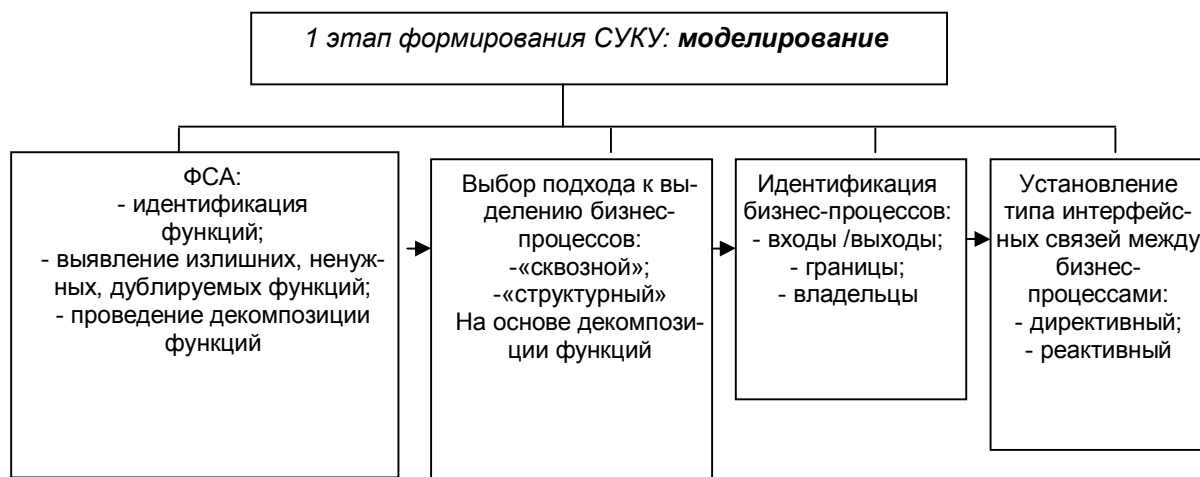 1 этап формирования СУКУ: моделирование
ФСА:
- идентификация
функций;
- выявление излишних, ненуж-
ных, дублируемых функций;
- проведение декомпозиции
функций
Выбор подхода к вы-
делению бизнес-
процессов:
-«сквозной»;
-«структурный»
На основе декомпози-
ции функций
Идентификация
бизнес-процессов:
- входы /выходы;
- границы;
- владельцы
Установление
типа интерфейс-
ных связей между
бизнес-
процессами:
- директивный;
- реактивный